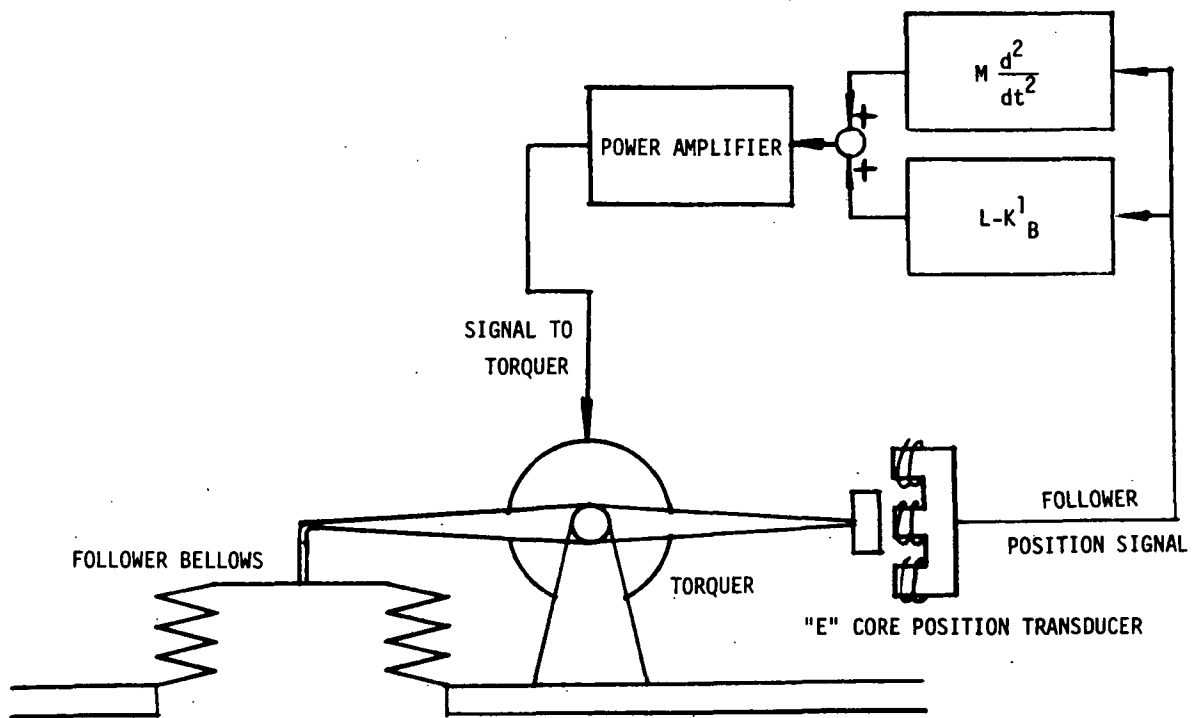 M d²/dt²
+
POWER AMPLIFIER
+
L-K¹B
SIGNAL TO
TORQUER
FOLLOWER
POSITION SIGNAL
FOLLOWER BELLOWS
TORQUER
"E" CORE POSITION TRANSDUCER